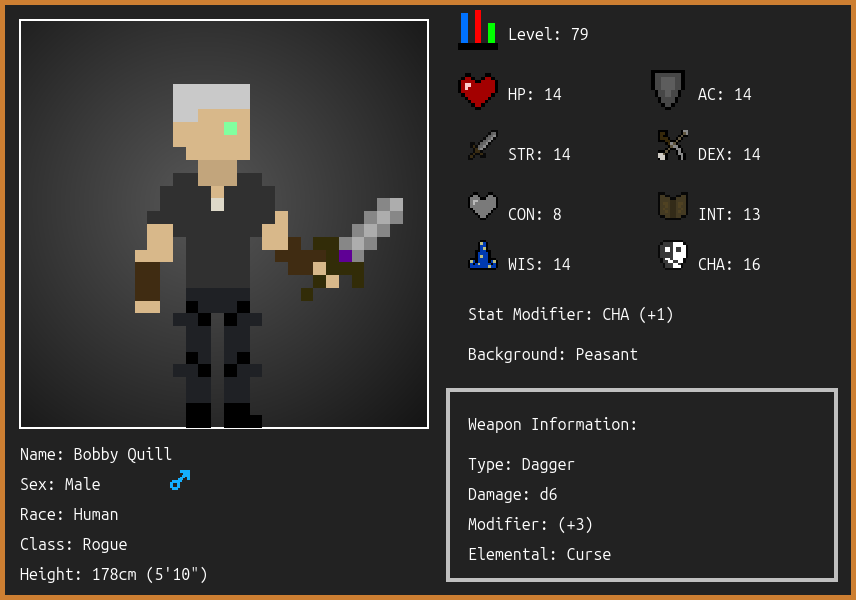 Level: 79
HP: 14
AC: 14
STR: 14
DEX: 14
CON: 8
INT: 13
WIS: 14
CHA: 16
Stat Modifier: CHA (+1)
Background: Peasant
Weapon Information:
Type: Dagger
Damage: d6
Modifier: (+3)
Elemental: Curse
Name: Bobby Quill
Sex: Male
Race: Human
Class: Rogue
Height: 178cm (5'10")